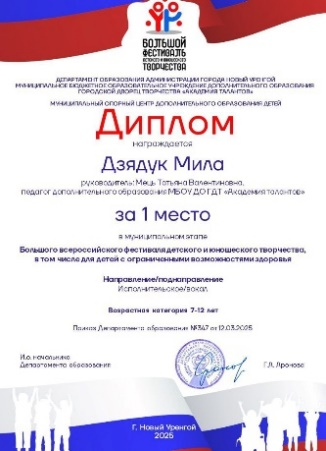 БОЛЬШОЙ
ФЕСТИВАЛЬ
ТВОРЧЕСТВА
ДЕПАРТАМЕНТ ОБРАЗОВАНИЯ АДМИНИСТРАЦИИ ГОРОДА НОВЫЙ УРЕНГОЙ
МУНИЦИПАЛЬНОЕ БЮДЖЕТНОЕ ОБРАЗОВАТЕЛЬНОЕ УЧРЕЖДЕНИЕ ДОПОЛНИТЕЛЬНОГО ОБРАЗОВАНИЯ
ГОРОДСКОЙ ДВОРЕЦ ТВОРЧЕСТВА «АКАДЕМИЯ ТАЛАНТОВ»
МУНИЦИПАЛЬНЫЙ ОПОРНЫЙ ЦЕНТР ДОПОЛНИТЕЛЬНОГО ОБРАЗОВАНИЯ ДЕТЕЙ
Диплом
награждается
Дзядук Мила
руководитель: Мець Татьяна Валентиновна,
педагог дополнительного образования МБОУ ДО ГДТ «Академия талантов»
за 1 место
в муниципальном этапе
Большого всероссийского фестиваля детского и юношеского творчества,
в том числе для детей с ограниченными возможностями здоровья
Направление/поднаправление
Исполнительское/вокал
Возрастная категория 7-12 лет
Приказ Департамента образования №347 от 12.03.2025
И.о. начальника
Департамента образования
Г. Новый Уренгой
2025